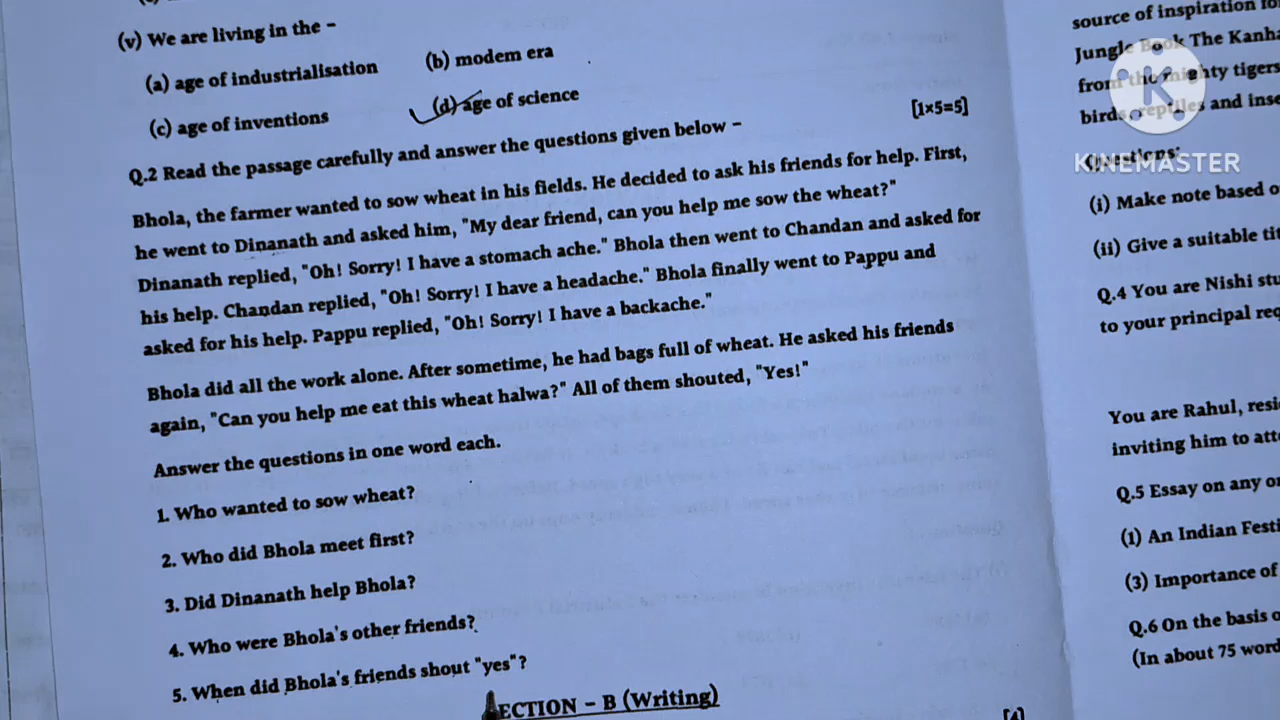 (v) We are living in the –
(a) age of industrialisation
(b) modem era
(c) age of inventions
(d) age of science
[1×5=5]
Q.2 Read the passage carefully and answer the questions given below –
Bhola, the farmer wanted to sow wheat in his fields. He decided to ask his friends for help. First,
he went to Dinanath and asked him, "My dear friend, can you help me sow the wheat?"
Dinanath replied, "Oh! Sorry! I have a stomach ache." Bhola then went to Chandan and asked for
his help. Chandan replied, "Oh! Sorry! I have a headache." Bhola finally went to Pappu and
asked for his help. Pappu replied, "Oh! Sorry! I have a backache."
Bhola did all the work alone. After sometime, he had bags full of wheat. He asked his friends
again, "Can you help me eat this wheat halwa?" All of them shouted, "Yes!"
Answer the questions in one word each.
1. Who wanted to sow wheat?
2. Who did Bhola meet first?
3. Did Dinanath help Bhola?
4. Who were Bhola's other friends?
5. When did Bhola's friends shout "yes"?
ECTION – B (Writing)
[4]
source of inspiration
Jungle Book The
from the mighty tigers
birds, reptiles and
Questions:
(i) Make note based
(ii) Give a suitable
Q.4 You are Nishi
to your principal
You are Rahul,
inviting him to
Q.5 Essay on any
(1) An Indian
(3) Importance of
Q.6 On the basis
(In about 75
K
KINEMASTER